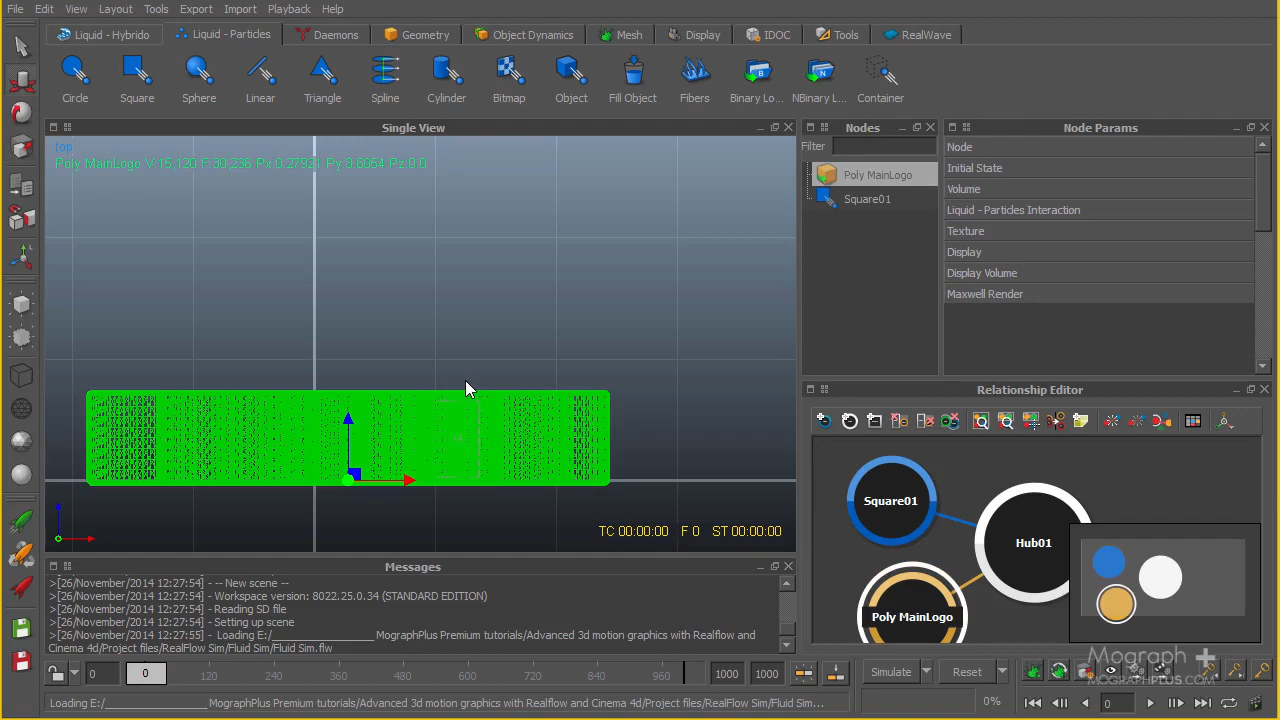 File Edit View Layout Tools Export Import Playback Help
Liquid - Hybrido Liquid - Particles Daemons Geometry Object Dynamics Mesh Display IDOC Tools RealWave
Circle Square Sphere Linear Triangle Spline Cylinder Bitmap Object Fill Object Fibers Binary Lo... NBinary L... Container
Single View
Nodes
Node Params
top
Poly MainLogo V:15,120 F:30,236 Px:0.27921 Py:3.6054 Pz:0.0
Filter
Poly MainLogo
Square01
Node
Initial State
Volume
Liquid - Particles Interaction
Texture
Display
Display Volume
Maxwell Render
TC 00:00:00 F 0 ST 00:00:00
Relationship Editor
Square01
Hub01
Poly MainLogo
Messages
>[26/November/2014 12:27:54] - -- New scene --
>[26/November/2014 12:27:54] - Workspace version: 8022.25.0.34 (STANDARD EDITION)
>[26/November/2014 12:27:54] - Reading SD file
>[26/November/2014 12:27:54] - Setting up scene
>[26/November/2014 12:27:55] - Loading E:/____________________MographPlus Premium tutorials/Advanced 3d motion graphics with Realflow and
Cinema 4d/Project files/RealFlow Sim/Fluid Sim/Fluid Sim.flw
0 0 120 240 360 480 600 720 840 960 1000 1000
Simulate Reset
Mograph +
MOGRAPHPLUS.COM
Loading E:/____________________MographPlus Premium tutorials/Advanced 3d motion graphics with Realflow and Cinema 4d/Project files/RealFlow Sim/Fluid Sim/Fluid Sim...
0% 0